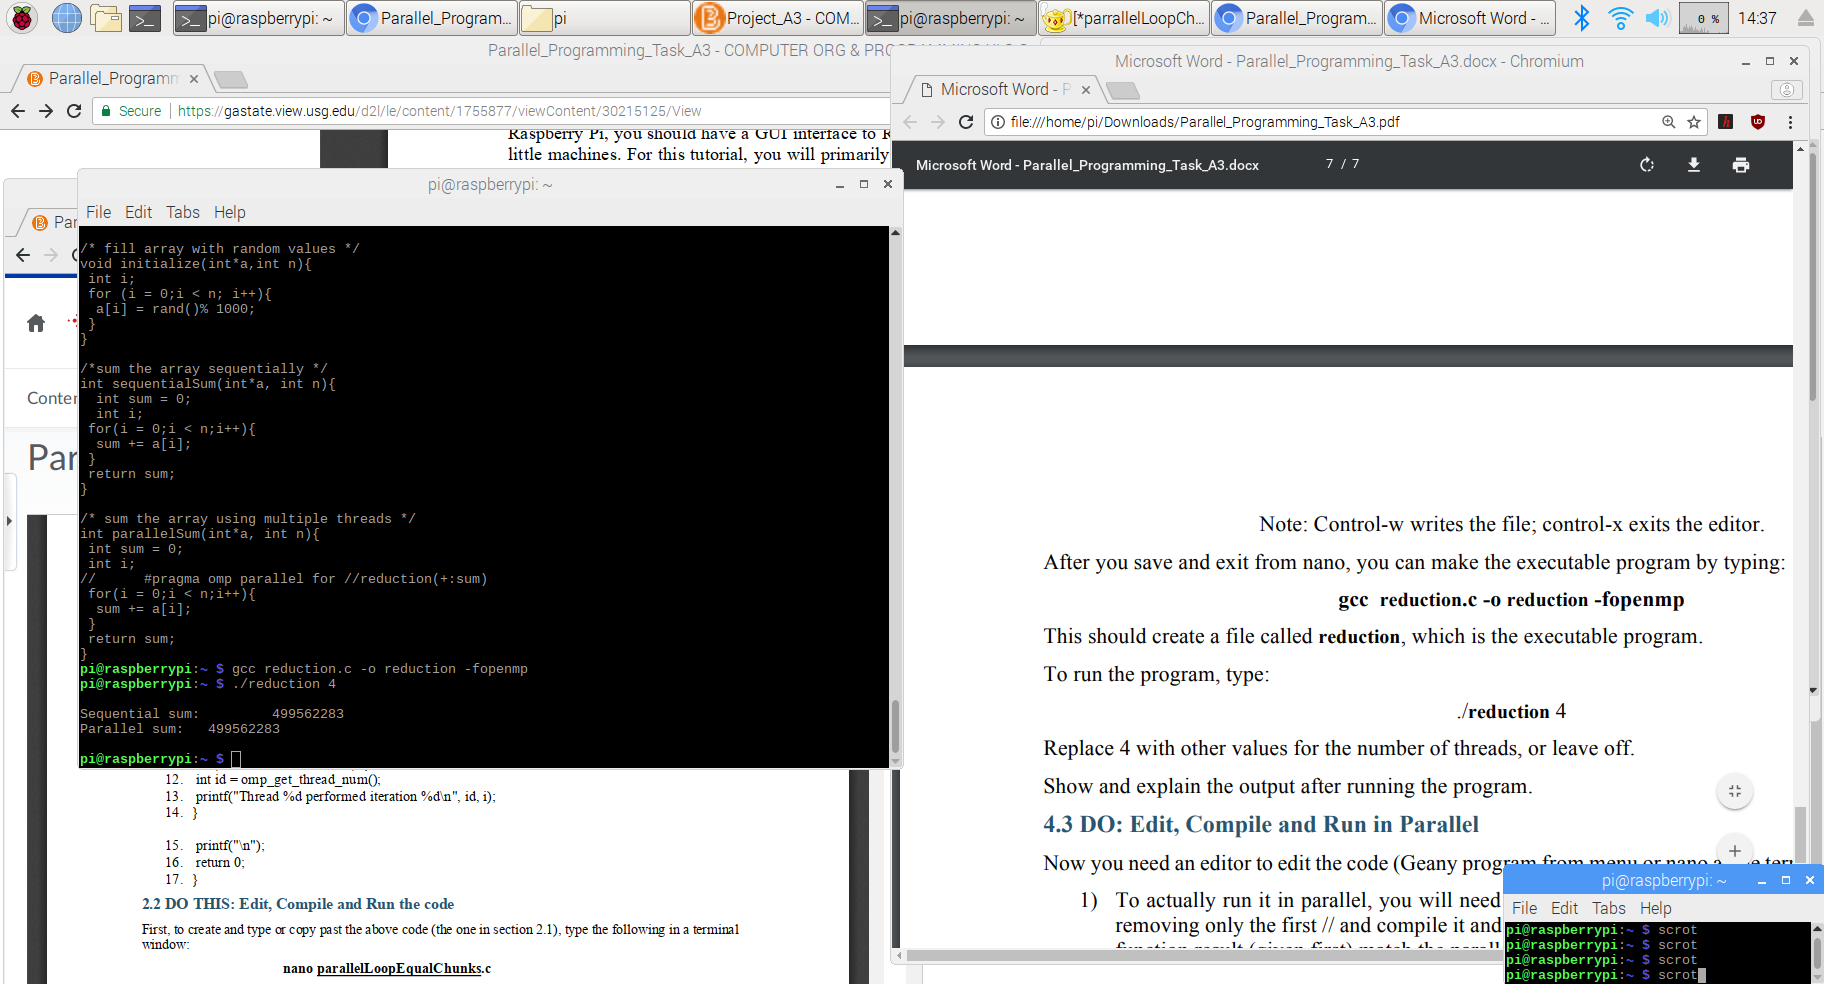 pi@raspberrypi: ~
Parallel_Program...
pi
Project_A3 - COM...
pi@raspberrypi: ~
[*parrallelLoopCh...
Parallel_Program...
Microsoft Word - ...
0 %
14:37
Parallel_Programming_Task_A3 - COMPUTER ORG & PR
Parallel_Programm
Secure
https://gastate.view.usg.edu/d2l/le/content/1755877/viewContent/30215125/View
Raspberry Pi, you should have a GUI interface to R
little machines. For this tutorial, you will primarily
Par
Conter
Par
pi@raspberrypi: ~
File Edit Tabs Help
/* fill array with random values */
void initialize(int*a,int n){
int i;
for (i = 0;i < n; i++){
a[i] = rand()% 1000;
}
}
/*sum the array sequentially */
int sequentialSum(int*a, int n){
int sum = 0;
int i;
for(i = 0;i < n;i++){
sum += a[i];
}
return sum;
}
/* sum the array using multiple threads */
int parallelSum(int*a, int n){
int sum = 0;
int i;
// #pragma omp parallel for //reduction(+:sum)
for(i = 0;i < n;i++){
sum += a[i];
}
return sum;
}
pi@raspberrypi:~ $ gcc reduction.c -o reduction -fopenmp
pi@raspberrypi:~ $ ./reduction 4
Sequential sum: 499562283
Parallel sum: 499562283
pi@raspberrypi:~ $
12. int id = omp_get_thread_num();
13. printf("Thread %d performed iteration %d\n", id, i);
14. }
15. printf("\n");
16. return 0;
17. }
2.2 DO THIS: Edit, Compile and Run the code
First, to create and type or copy past the above code (the one in section 2.1), type the following in a terminal
window:
nano parallelLoopEqualChunks.c
Microsoft Word - Parallel_Programming_Task_A3.docx - Chromium
Microsoft Word - P
file:///home/pi/Downloads/Parallel_Programming_Task_A3.pdf
Microsoft Word - Parallel_Programming_Task_A3.docx
7 / 7
Note: Control-w writes the file; control-x exits the editor.
After you save and exit from nano, you can make the executable program by typing:
gcc reduction.c -o reduction -fopenmp
This should create a file called reduction, which is the executable program.
To run the program, type:
./reduction 4
Replace 4 with other values for the number of threads, or leave off.
Show and explain the output after running the program.
4.3 DO: Edit, Compile and Run in Parallel
Now you need an editor to edit the code (Geany program from menu or nano
1) To actually run it in parallel, you will need
removing only the first // and compile it and
function result (given first) match the parall
pi@raspberrypi: ~
File Edit Tabs Help
pi@raspberrypi:~ $ scrot
pi@raspberrypi:~ $ scrot
pi@raspberrypi:~ $ scrot
pi@raspberrypi:~ $ scrot